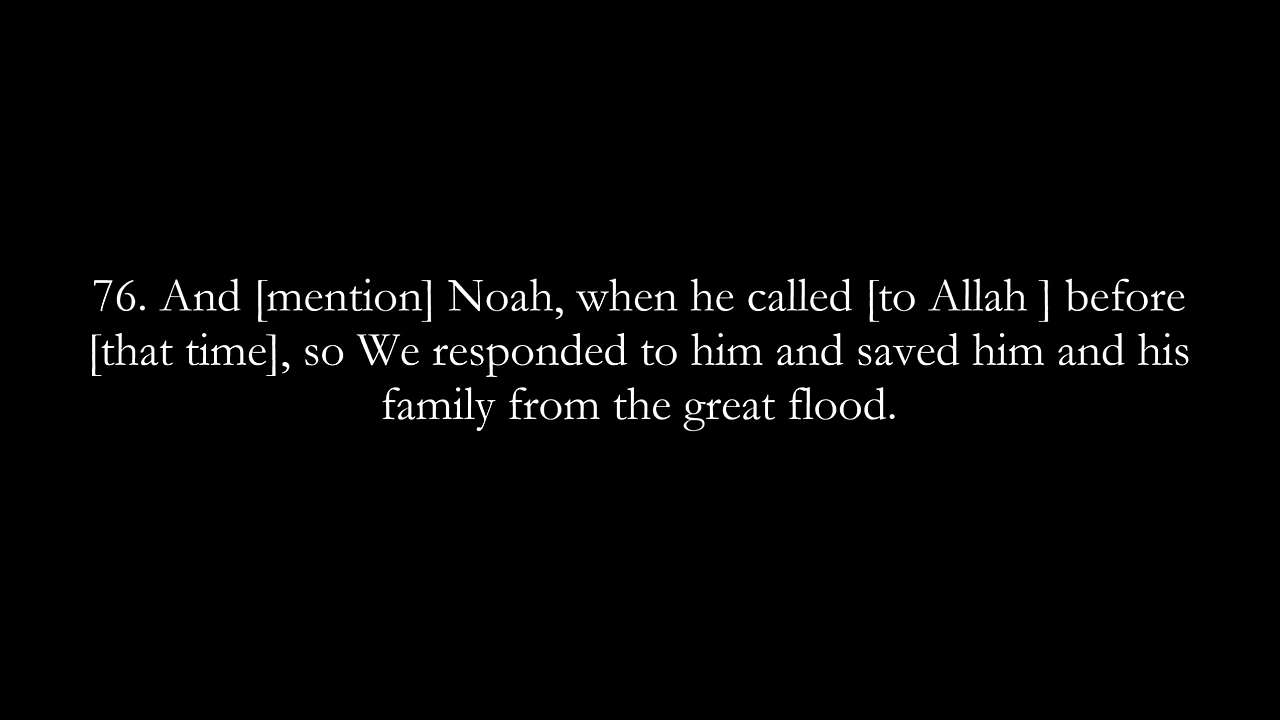 76. And [mention] Noah, when he called [to Allah ] before
[that time], so We responded to him and saved him and his
family from the great flood.